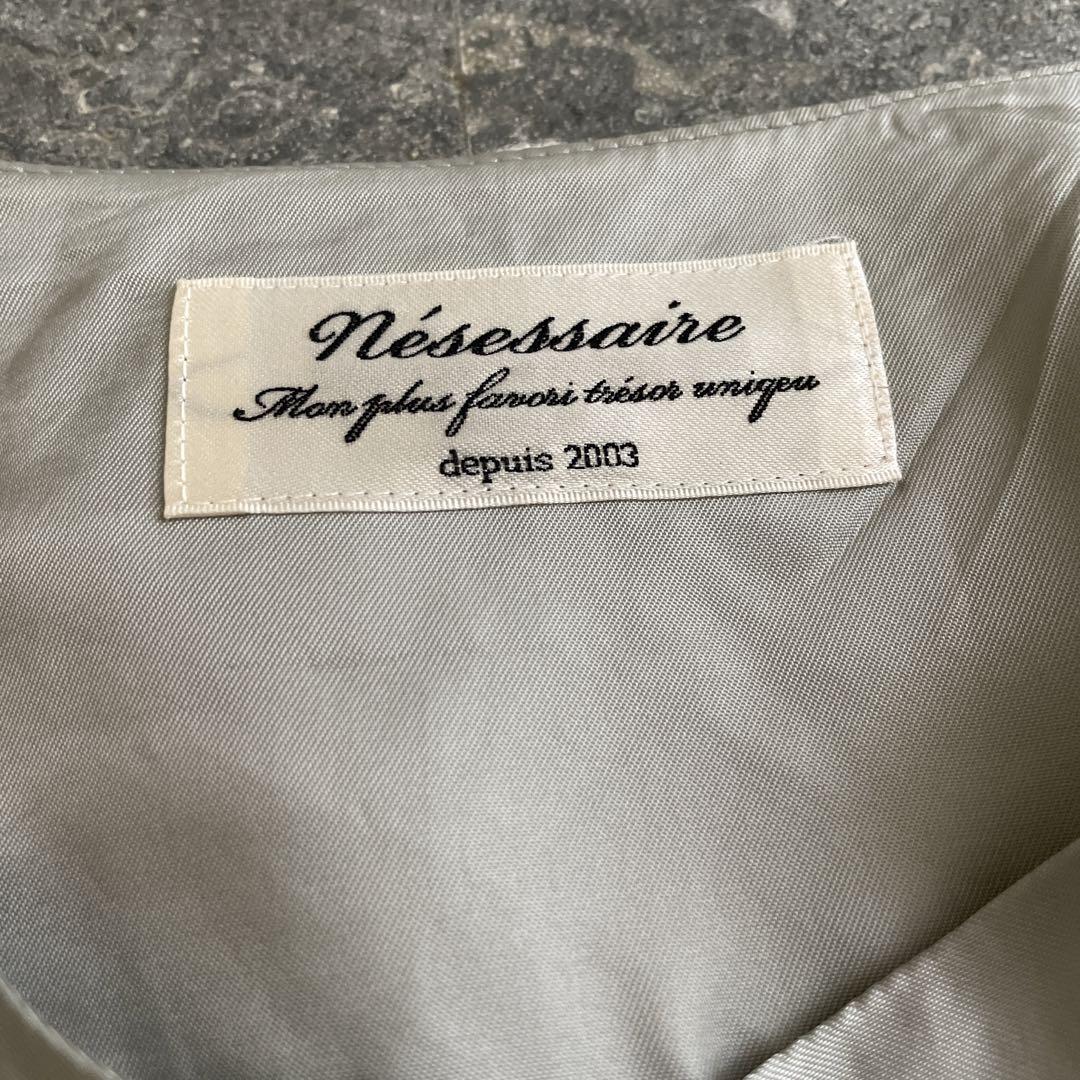 Nésessaire
Mon plus favori trésor uniqeu
depuis 2003